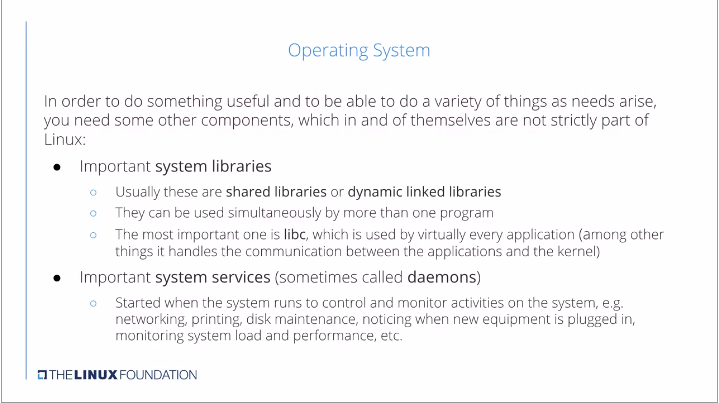 Operating System
In order to do something useful and to be able to do a variety of things as needs arise,
you need some other components, which in and of themselves are not strictly part of
Linux:
● Important system libraries
○ Usually these are shared libraries or dynamic linked libraries
○ They can be used simultaneously by more than one program
○ The most important one is libc, which is used by virtually every application (among other
things it handles the communication between the applications and the kernel)
● Important system services (sometimes called daemons)
○ Started when the system runs to control and monitor activities on the system, e.g.
networking, printing, disk maintenance, noticing when new equipment is plugged in,
monitoring system load and performance, etc.
THE LINUX FOUNDATION